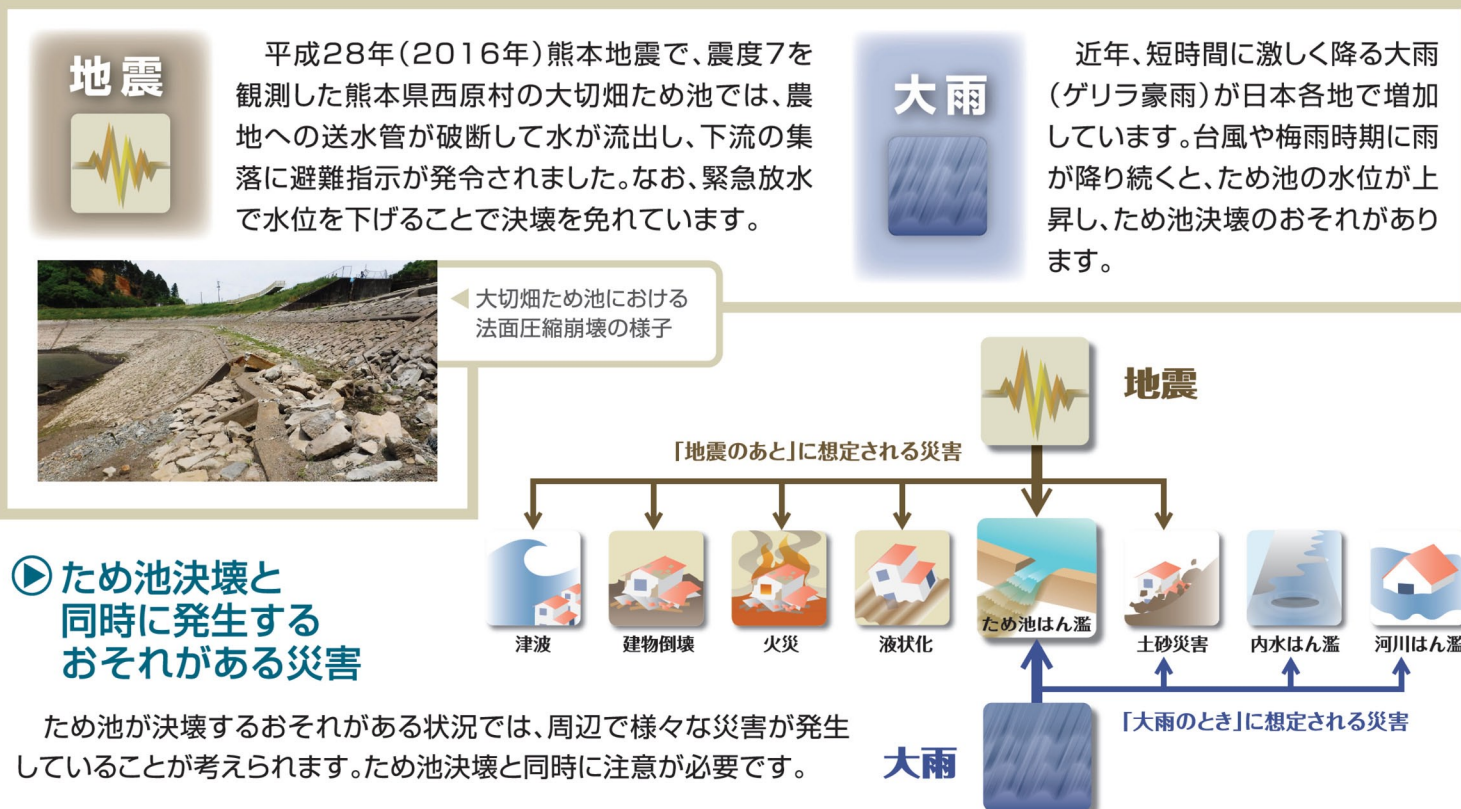 地震
平成28年(2016年)熊本地震で、震度7を
観測した熊本県西原村の大切畑ため池では、農
地への送水管が破断して水が流出し、下流の集
落に避難指示が発令されました。なお、緊急放水
で水位を下げることで決壊を免れています。
大雨
近年、短時間に激しく降る大雨
(ゲリラ豪雨)が日本各地で増加
しています。台風や梅雨時期に雨
が降り続くと、ため池の水位が上
昇し、ため池決壊のおそれがあり
ます。
◀大切畑ため池における
法面圧縮崩壊の様子
地震
「地震のあと」に想定される災害
津波
建物倒壊
火災
液状化
ため池はん濫
土砂災害
内水はん濫
河川はん濫
「大雨のとき」に想定される災害
大雨
ため池決壊と
同時に発生する
おそれがある災害
ため池が決壊するおそれがある状況では、周辺で様々な災害が発生
していることが考えられます。ため池決壊と同時に注意が必要です。